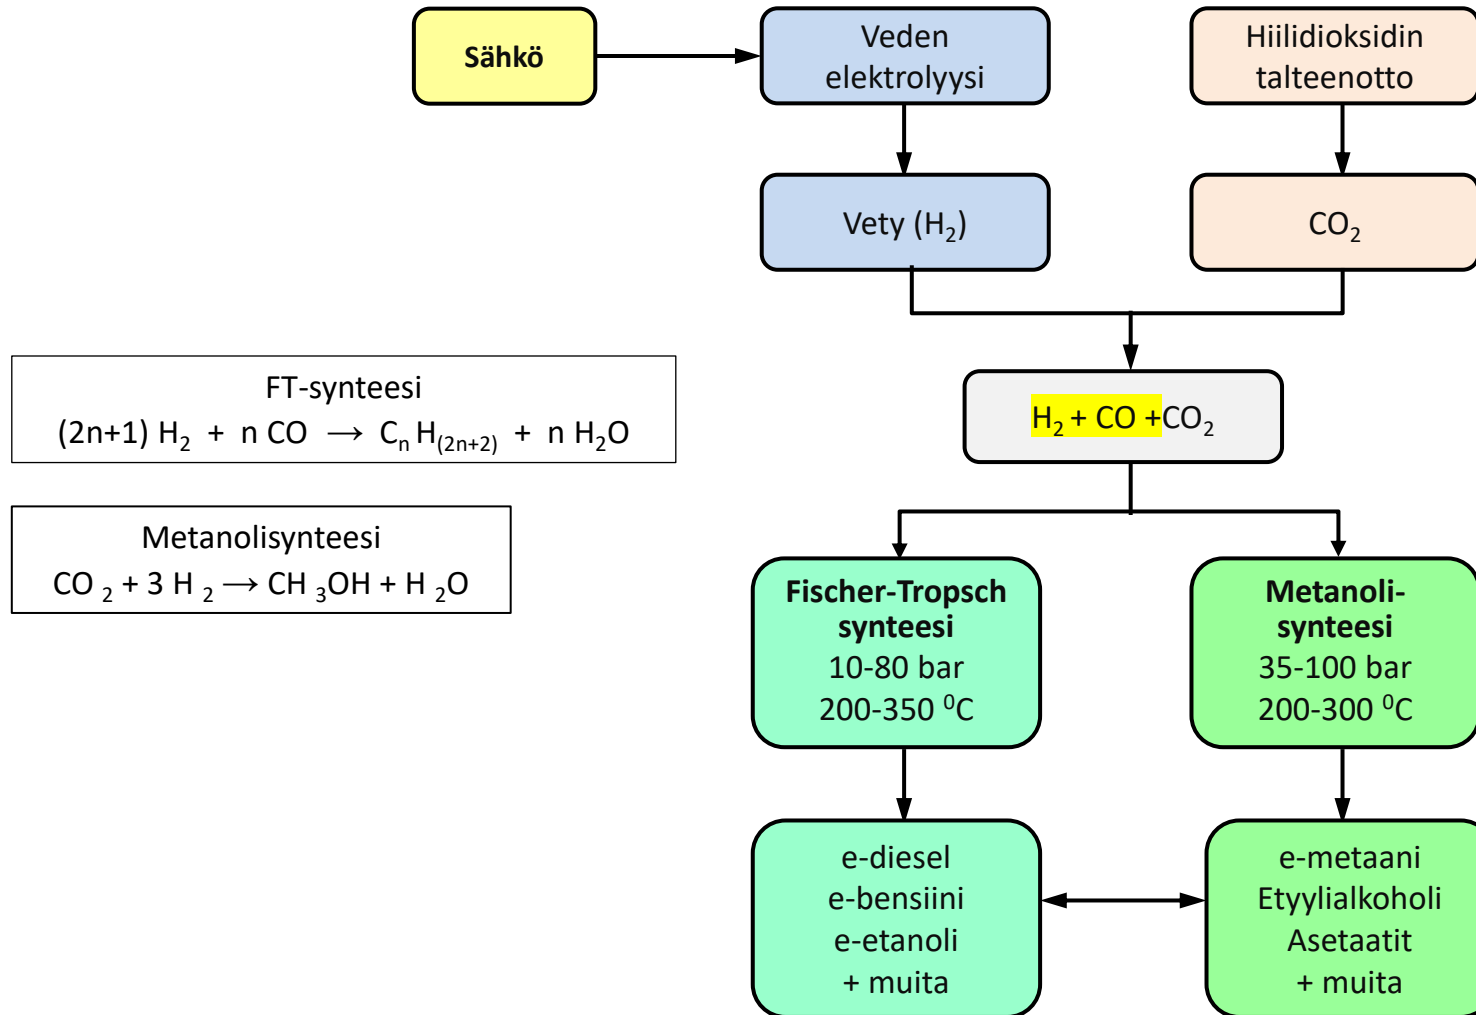 Sähkö
Veden
elektrolyysi
Hiilidioksidin
talteenotto
Vety (H₂)
CO₂
FT-synteesi
(2n+1) H₂ + n CO → Cₙ H₍₂ₙ₊₂₎ + n H₂O
H₂ + CO +CO₂
Metanolisynteesi
CO ₂ + 3 H ₂ → CH ₃OH + H ₂O
Fischer-Tropsch
synteesi
10-80 bar
200-350 ⁰C
Metanoli-
synteesi
35-100 bar
200-300 ⁰C
e-diesel
e-bensiini
e-etanoli
+ muita
e-metaani
Etyylialkoholi
Asetaatit
+ muita